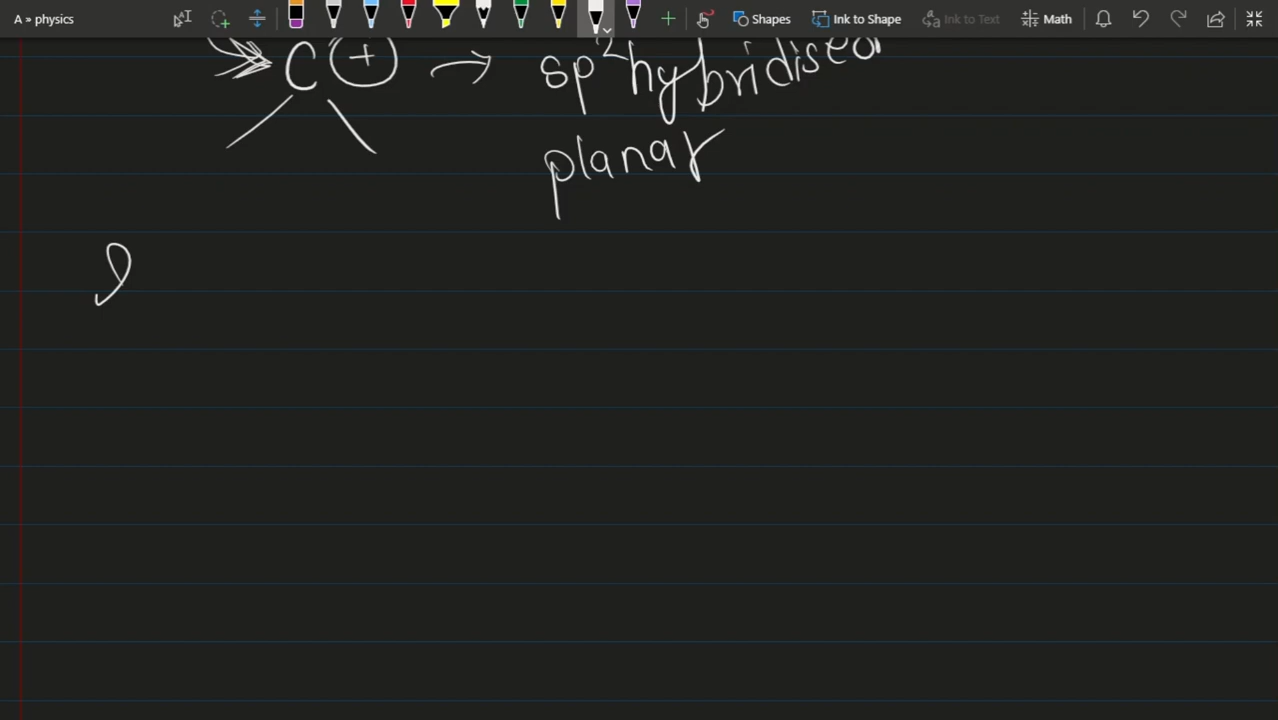 A » physics
Shapes
Ink to Shape
Ink to Text
Math
C + → sp² hybridised
planar